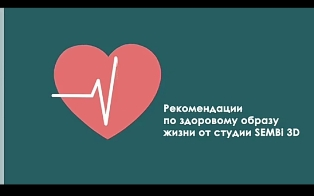 Рекомендации
по здоровому образу
жизни от студии SEMBI 3D